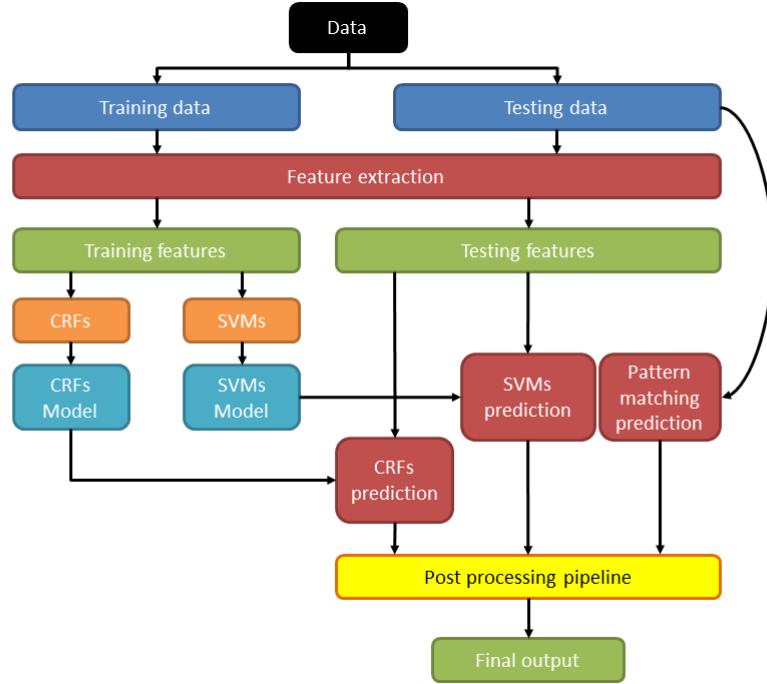 Data
Training data
Testing data
Feature extraction
Training features
Testing features
CRFs
SVMs
CRFs
Model
SVMs
Model
SVMs
prediction
Pattern
matching
prediction
CRFs
prediction
Post processing pipeline
Final output